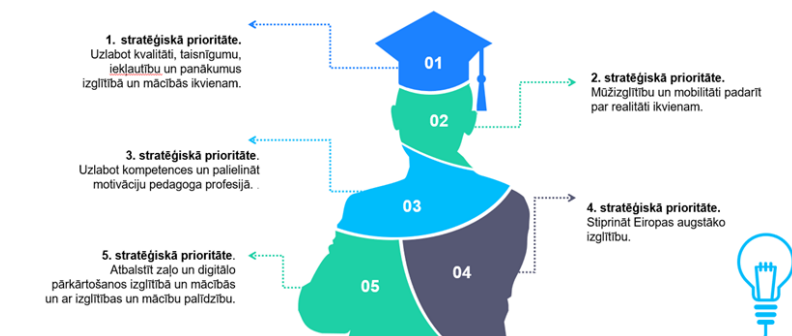 1. stratēģiskā prioritāte.
Uzlabot kvalitāti, taisnīgumu,
iekļautību un panākumus
izglītībā un mācībās ikvienam.
01
2. stratēģiskā prioritāte.
Mūžizglītību un mobilitāti padarīt
par realitāti ikvienam.
02
3. stratēģiskā prioritāte.
Uzlabot kompetences un palielināt
motivāciju pedagoga profesijā. .
03
4. stratēģiskā prioritāte.
Stiprināt Eiropas augstāko
izglītību.
04
5. stratēģiskā prioritāte.
Atbalstīt zaļo un digitālo
pārkārtošanos izglītībā un mācībās
un ar izglītības un mācību palīdzību.
05